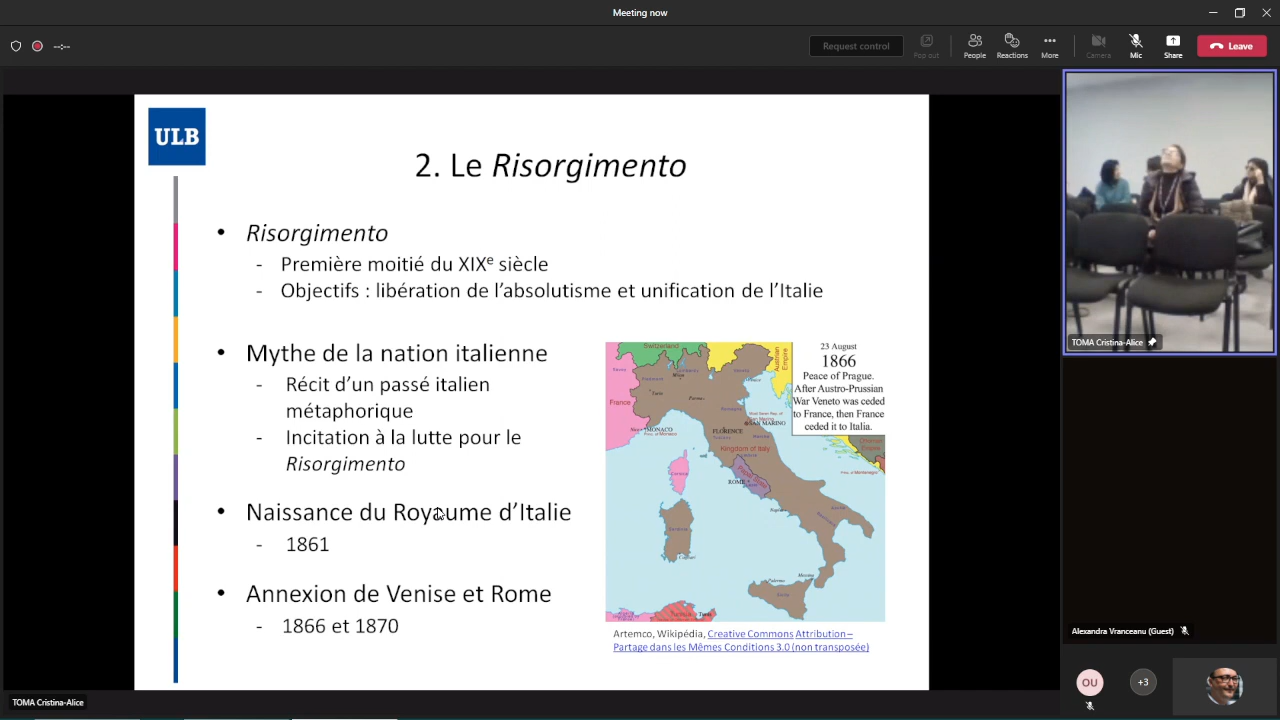 Meeting now
--:--
Request control
Pop out
People
Reactions
More
Camera
Mic
Share
Leave
ULB
2. Le Risorgimento
• Risorgimento
- Première moitié du XIXe siècle
- Objectifs : libération de l’absolutisme et unification de l’Italie
• Mythe de la nation italienne
- Récit d’un passé italien
métaphorique
- Incitation à la lutte pour le
Risorgimento
• Naissance du Royaume d’Italie
- 1861
• Annexion de Venise et Rome
- 1866 et 1870
23 August
1866
Peace of Prague.
After Austro-Prussian
War Veneto was ceded
to France, then France
ceded it to Italia.
Switzerland
Austrian
Empire
France
MONACO
FLORENCE
SAN MARINO
Kingdom of Italy
ROME
Artemco, Wikipédia, Creative Commons Attribution –
Partage dans les Mêmes Conditions 3.0 (non transposée)
TOMA Cristina-Alice
TOMA Cristina-Alice
Alexandra Vranceanu (Guest)
OU
+3